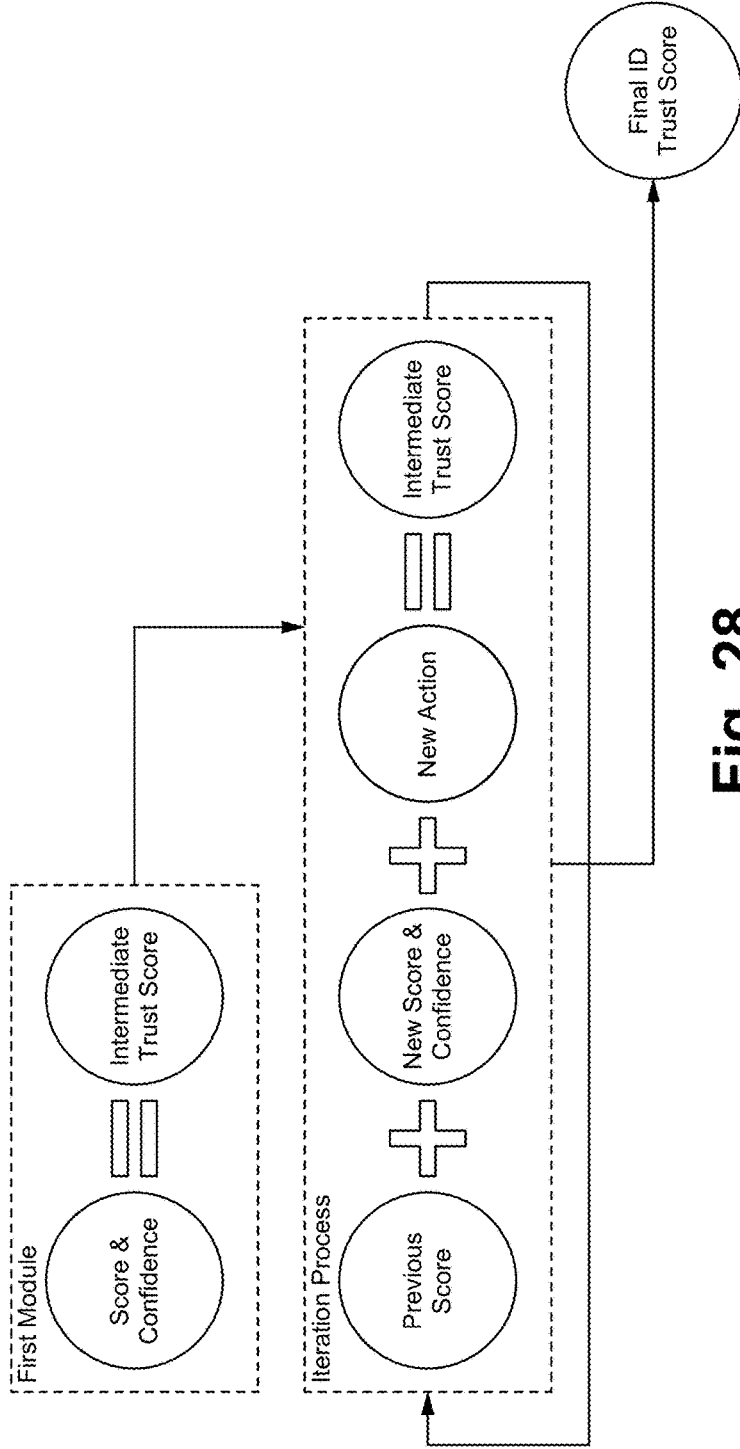 First Module
Score &
Confidence
Intermediate
Trust Score
Iteration Process
Previous
Score
New Score &
Confidence
New Action
Intermediate
Trust Score
Final ID
Trust Score
Fig. 28